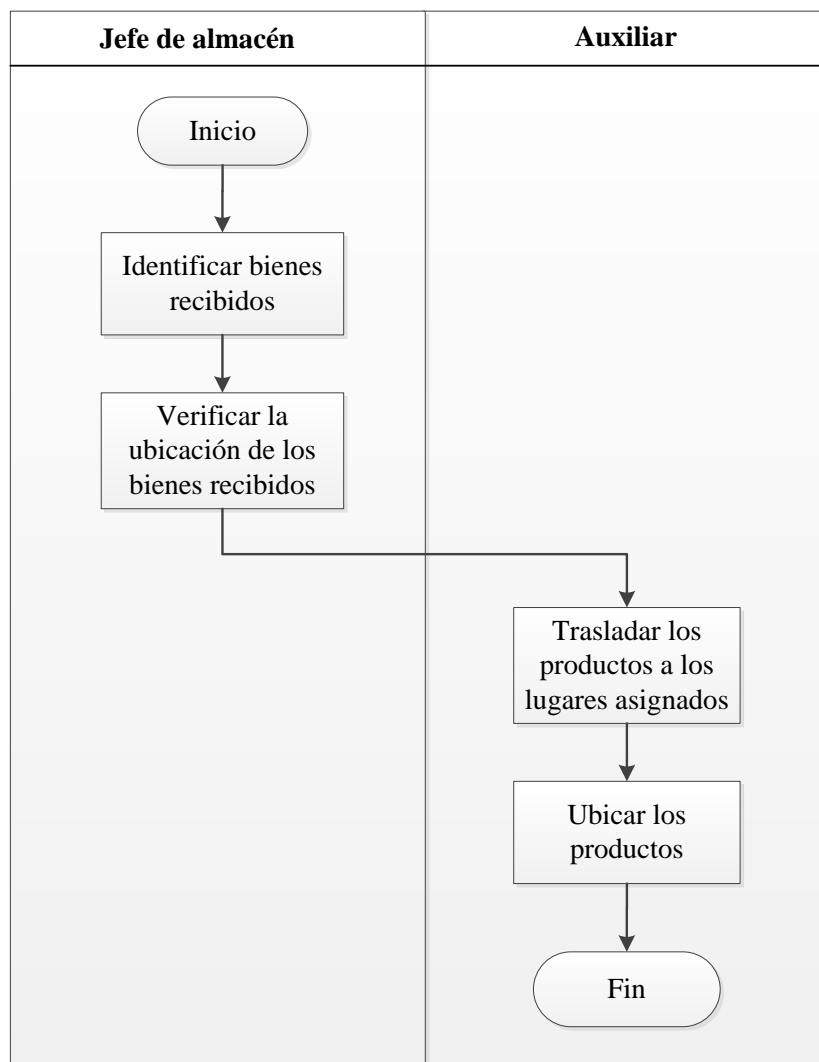 Jefe de almacén
Auxiliar
Inicio
Identificar bienes
recibidos
Verificar la
ubicación de los
bienes recibidos
Trasladar los
productos a los
lugares asignados
Ubicar los
productos
Fin